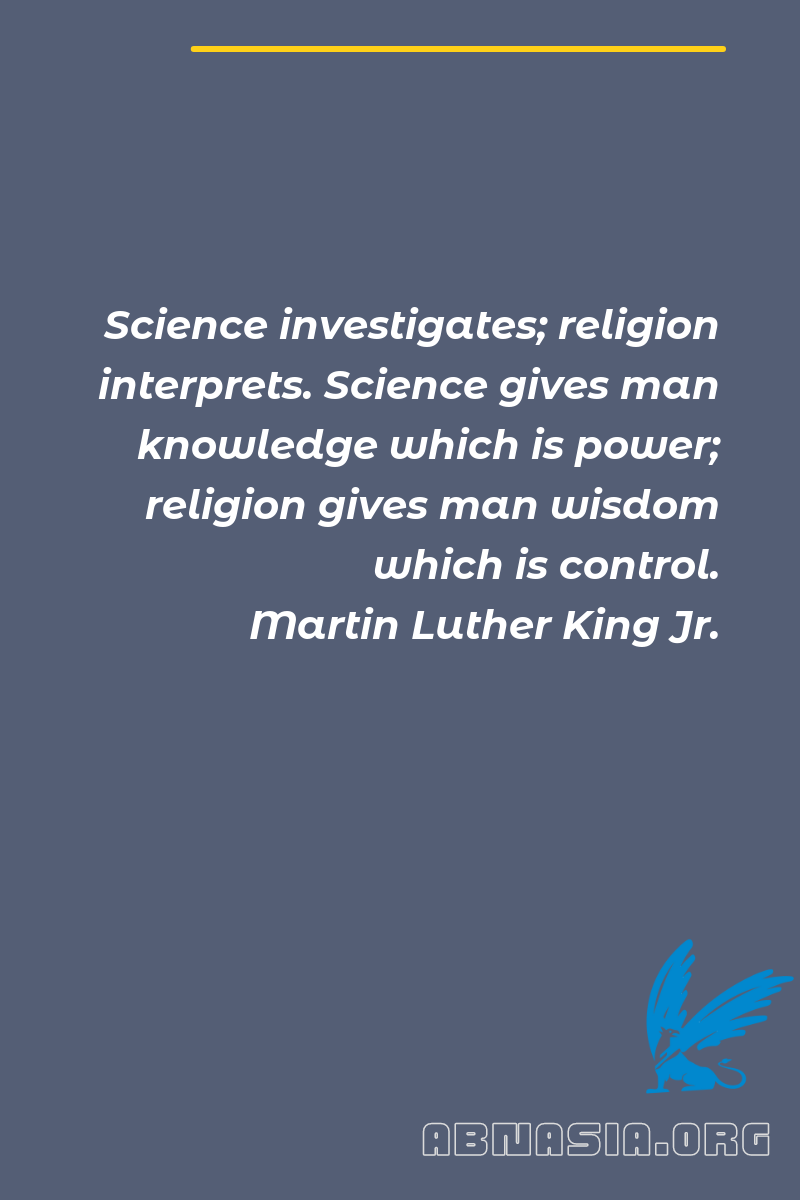 Science investigates; religion
interprets. Science gives man
knowledge which is power;
religion gives man wisdom
which is control.
Martin Luther King Jr.
ABNASIA.ORG